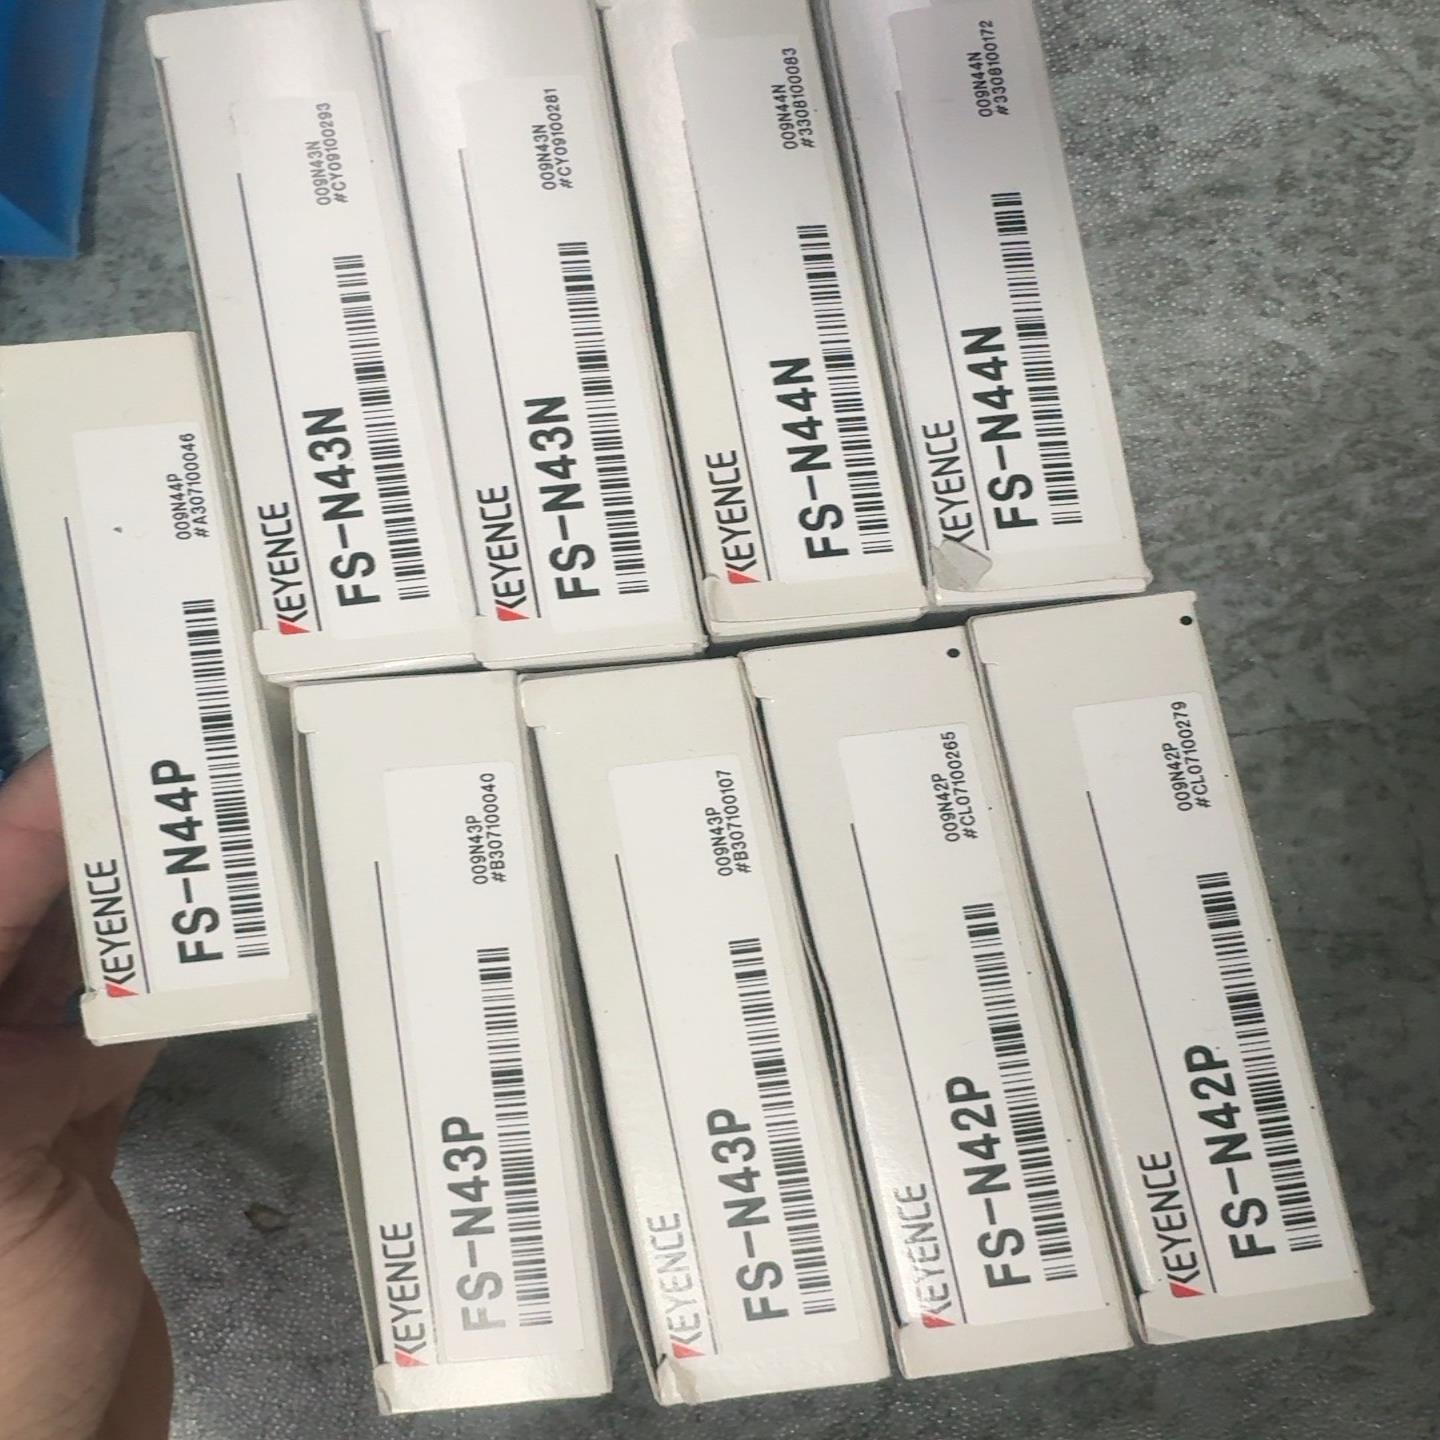 KEYENCE
FS-N43N
009N43N
#CY09100293
KEYENCE
FS-N43N
009N43N
#CY09100281
KEYENCE
FS-N44N
009N44N
#3308100083
KEYENCE
FS-N44N
009N44N
#3308100172
KEYENCE
FS-N44P
009N44P
#A307100046
KEYENCE
FS-N43P
009N43P
#B307100040
KEYENCE
FS-N43P
009N43P
#B307100107
KEYENCE
FS-N42P
009N42P
#CL07100265
KEYENCE
FS-N42P
009N42P
#CL07100279